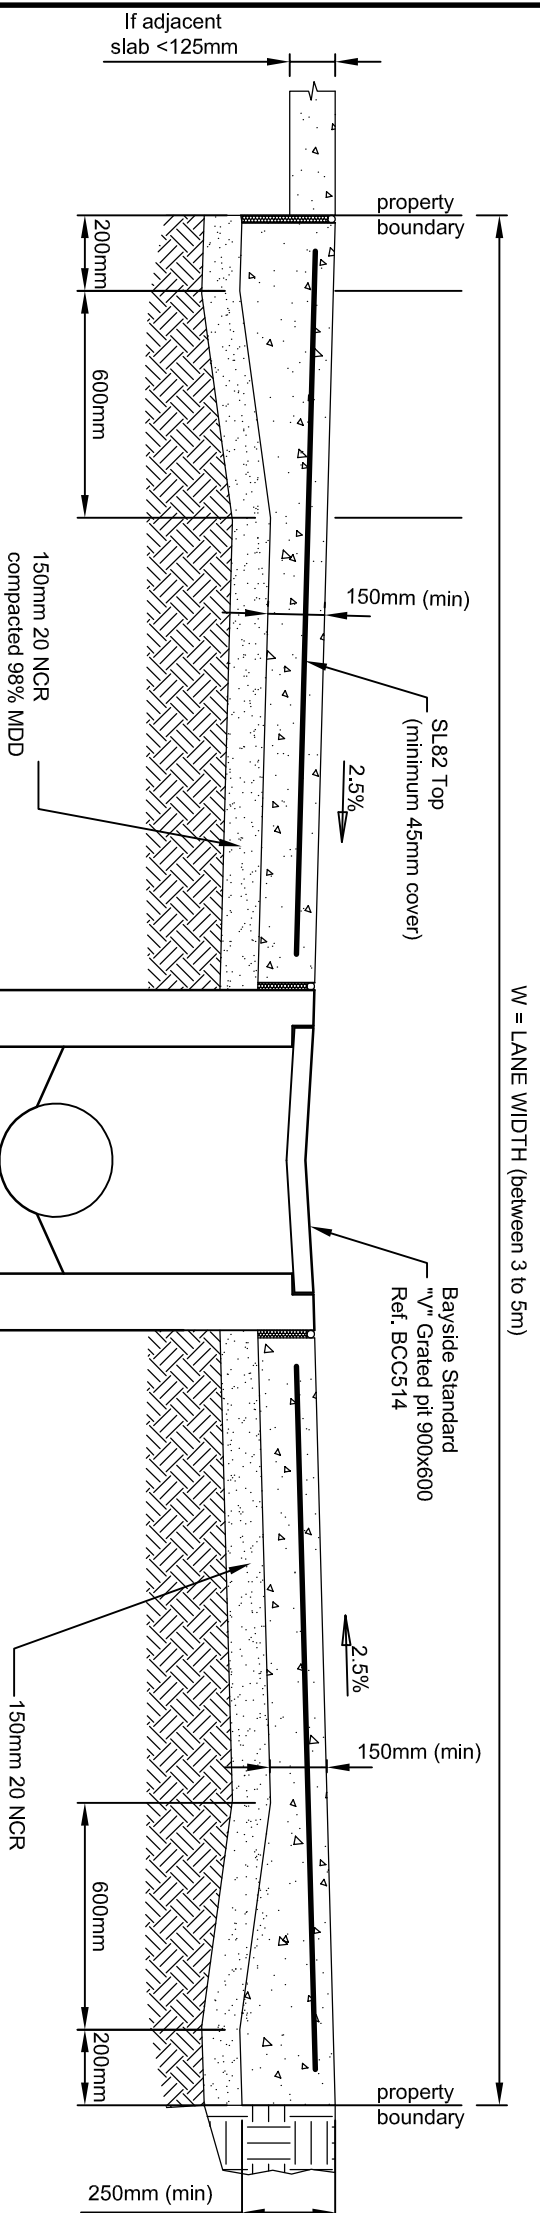 If adjacent
slab <125mm
property
boundary
200mm
600mm
150mm (min)
150mm 20 NCR
compacted 98% MDD
SL82 Top
(minimum 45mm cover)
2.5%
W = LANE WIDTH (between 3 to 5m)
Bayside Standard
"V" Grated pit 900x600
Ref. BCC514
2.5%
150mm 20 NCR
150mm (min)
600mm
200mm
property
boundary
250mm (min)